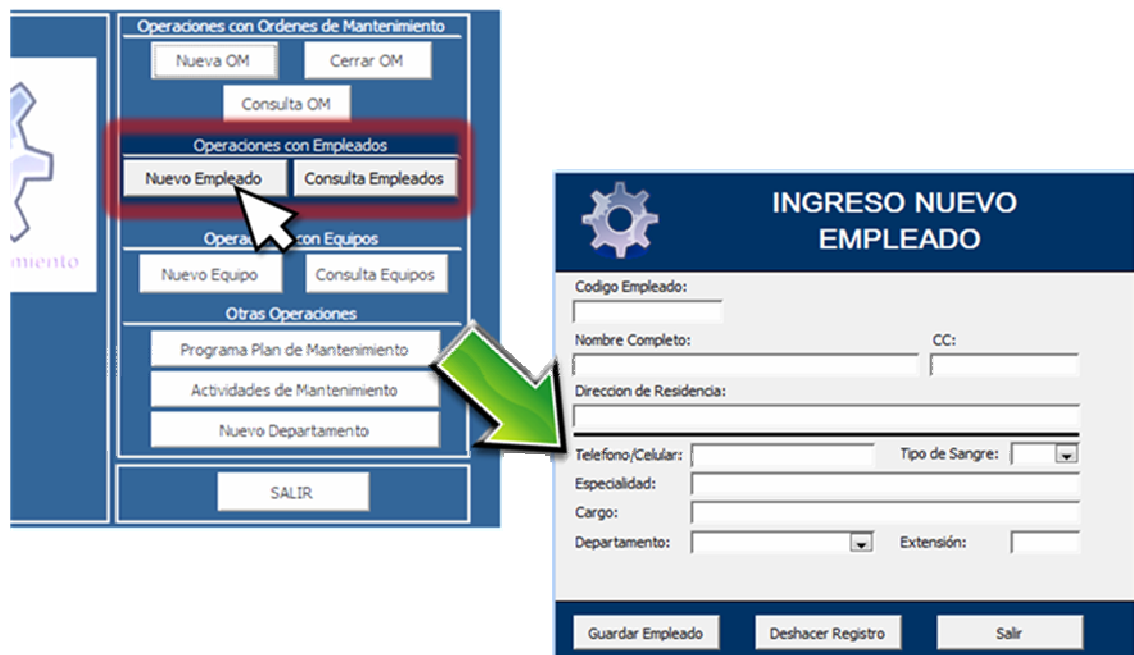 Operaciones con Ordenes de Mantenimiento
Nueva OM
Cerrar OM
Consulta OM
Operaciones con Empleados
Nuevo Empleado
Consulta Empleados
con Equipos
Nuevo Equipo
Consulta Equipos
Otras Operaciones
Programa Plan de Mantenimiento
Actividades de Mantenimiento
Nuevo Departamento
SALIR
INGRESO NUEVO
EMPLEADO
Codigo Empleado:
Nombre Completo:
CC:
Direccion de Residencia:
Telefono/Celular:
Tipo de Sangre:
Especialidad:
Cargo:
Departamento:
Extensión:
Guardar Empleado
Deshacer Registro
Salir